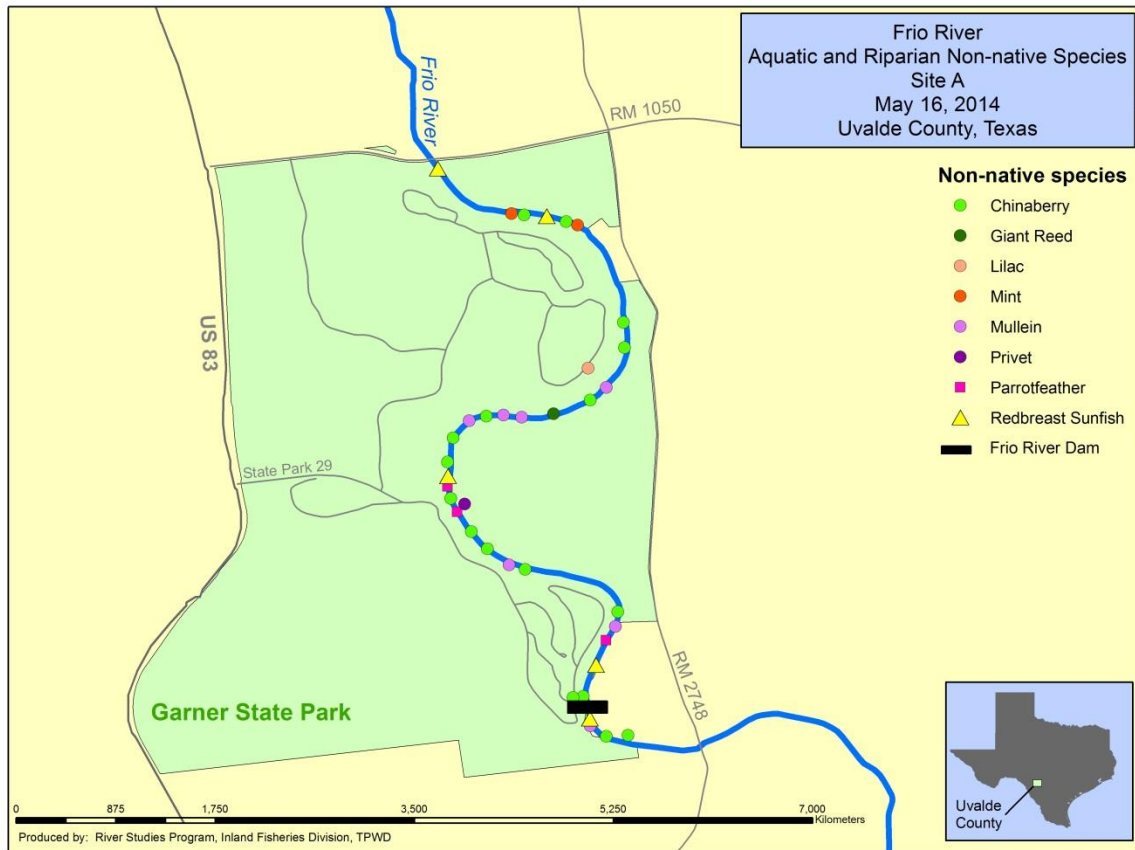 Frio River
Aquatic and Riparian Non-native Species
Site A
May 16, 2014
Uvalde County, Texas
Frio River
RM 1050
Non-native species
Chinaberry
Giant Reed
Lilac
Mint
Mullein
Privet
Parrotfeather
Redbreast Sunfish
Frio River Dam
US 83
State Park 29
RM 2748
Garner State Park
0 875 1,750 3,500 5,250 7,000
Kilometers
Produced by: River Studies Program, Inland Fisheries Division, TPWD
Uvalde
County